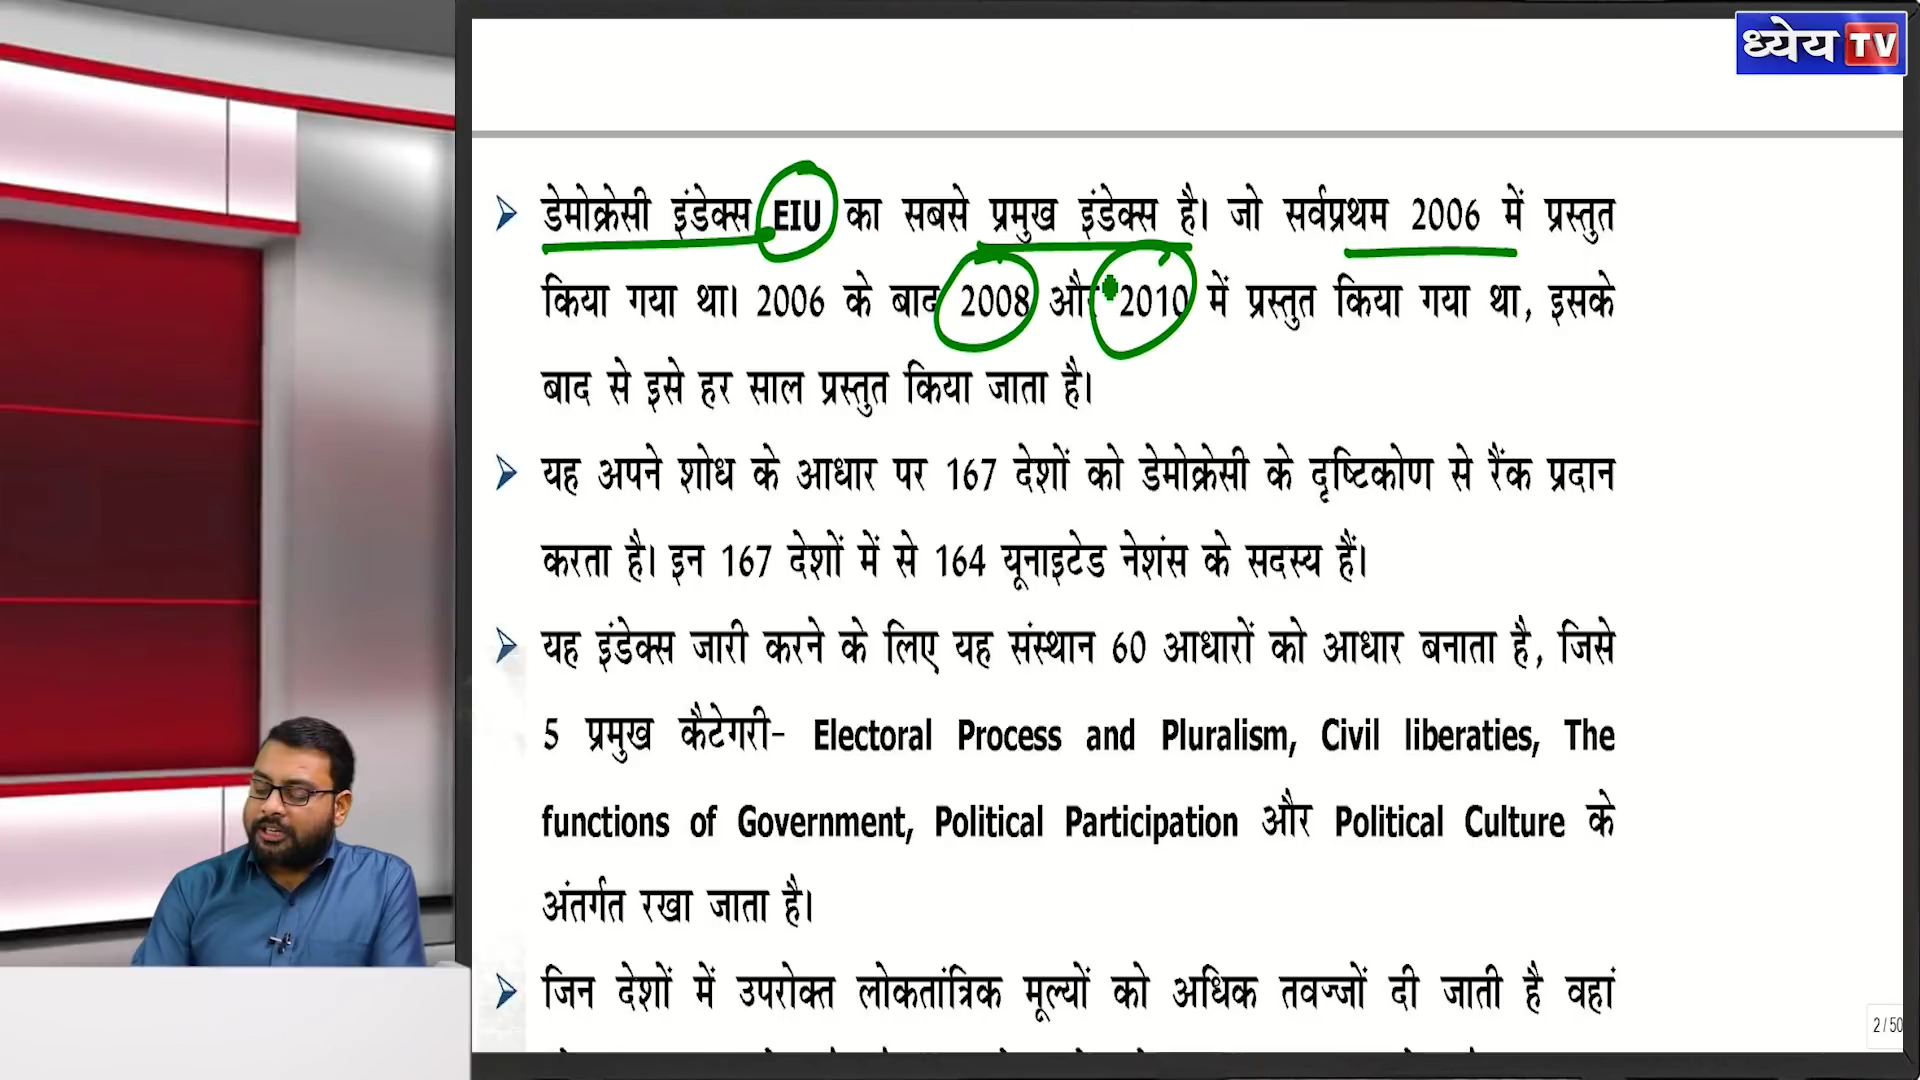 ध्येय TV
डेमोक्रेसी इंडेक्स EIU का सबसे प्रमुख इंडेक्स है। जो सर्वप्रथम 2006 में प्रस्तुत
किया गया था। 2006 के बाद 2008 और 2010 में प्रस्तुत किया गया था, इसके
बाद से इसे हर साल प्रस्तुत किया जाता है।
यह अपने शोध के आधार पर 167 देशों को डेमोक्रेसी के दृष्टिकोण से रैंक प्रदान
करता है। इन 167 देशों में से 164 यूनाइटेड नेशंस के सदस्य हैं।
यह इंडेक्स जारी करने के लिए यह संस्थान 60 आधारों को आधार बनाता है, जिसे
5 प्रमुख कैटेगरी- Electoral Process and Pluralism, Civil liberaties, The
functions of Government, Political Participation और Political Culture के
अंतर्गत रखा जाता है।
जिन देशों में उपरोक्त लोकतांत्रिक मूल्यों को अधिक तवज्जों दी जाती है वहां
2 / 50